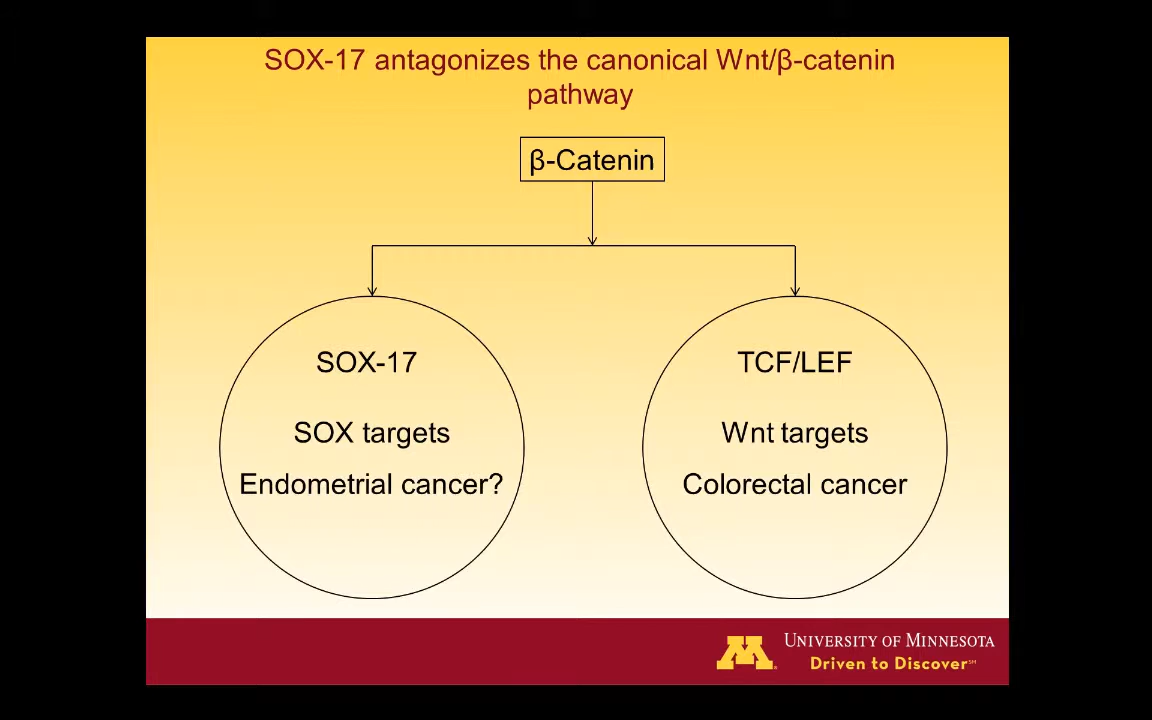 SOX-17 antagonizes the canonical Wnt/β-catenin
pathway
β-Catenin
SOX-17
SOX targets
Endometrial cancer?
TCF/LEF
Wnt targets
Colorectal cancer
M
UNIVERSITY OF MINNESOTA
Driven to Discover℠